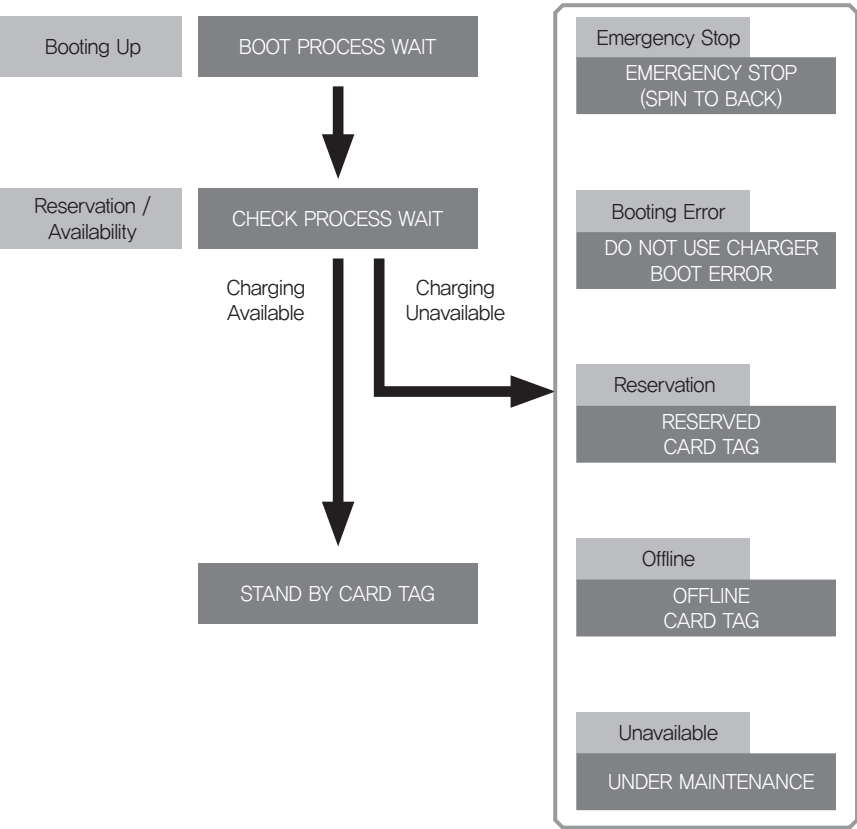 Booting Up
BOOT PROCESS WAIT
Reservation /
Availability
CHECK PROCESS WAIT
Charging
Available
Charging
Unavailable
STAND BY CARD TAG
Emergency Stop
EMERGENCY STOP
(SPIN TO BACK)
Booting Error
DO NOT USE CHARGER
BOOT ERROR
Reservation
RESERVED
CARD TAG
Offline
OFFLINE
CARD TAG
Unavailable
UNDER MAINTENANCE